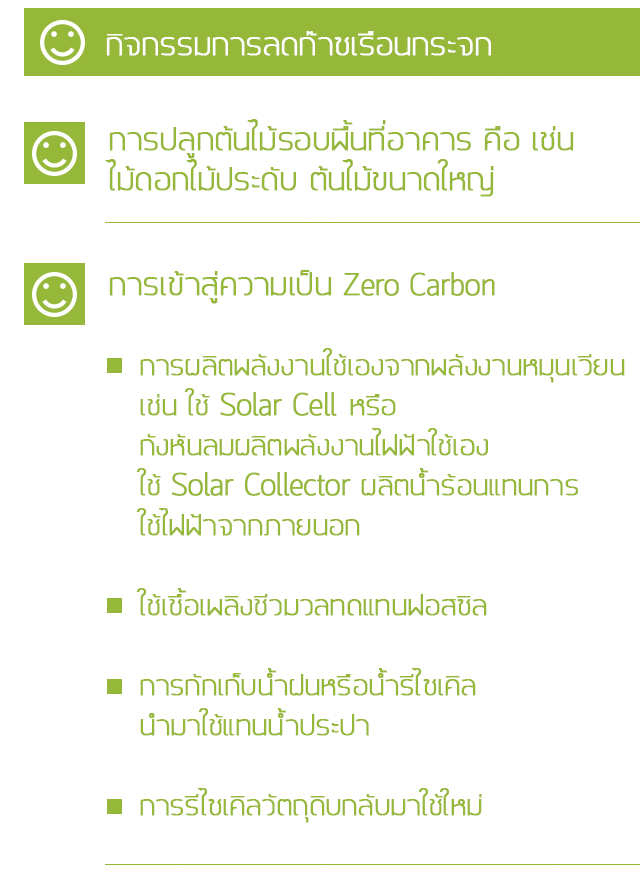 กิจกรรมการลดก๊าซเรือนกระจก
การปลูกต้นไม้รอบพื้นที่อาคาร คือ เช่น
ไม้ดอกไม้ประดับ ต้นไม้ขนาดใหญ่
การเข้าสู่ความเป็น Zero Carbon
การผลิตพลังงานใช้เองจากพลังงานหมุนเวียน
เช่น ใช้ Solar Cell หรือ
กังหันลมผลิตพลังงานไฟฟ้าใช้เอง
ใช้ Solar Collector ผลิตน้ำร้อนแทนการ
ใช้ไฟฟ้าจากภายนอก
ใช้เชื้อเพลิงชีวมวลทดแทนฟอสซิล
การกักเก็บน้ำฝนหรือน้ำรีไซเคิล
นำมาใช้แทนน้ำประปา
การรีไซเคิลวัตถุดิบกลับมาใช้ใหม่